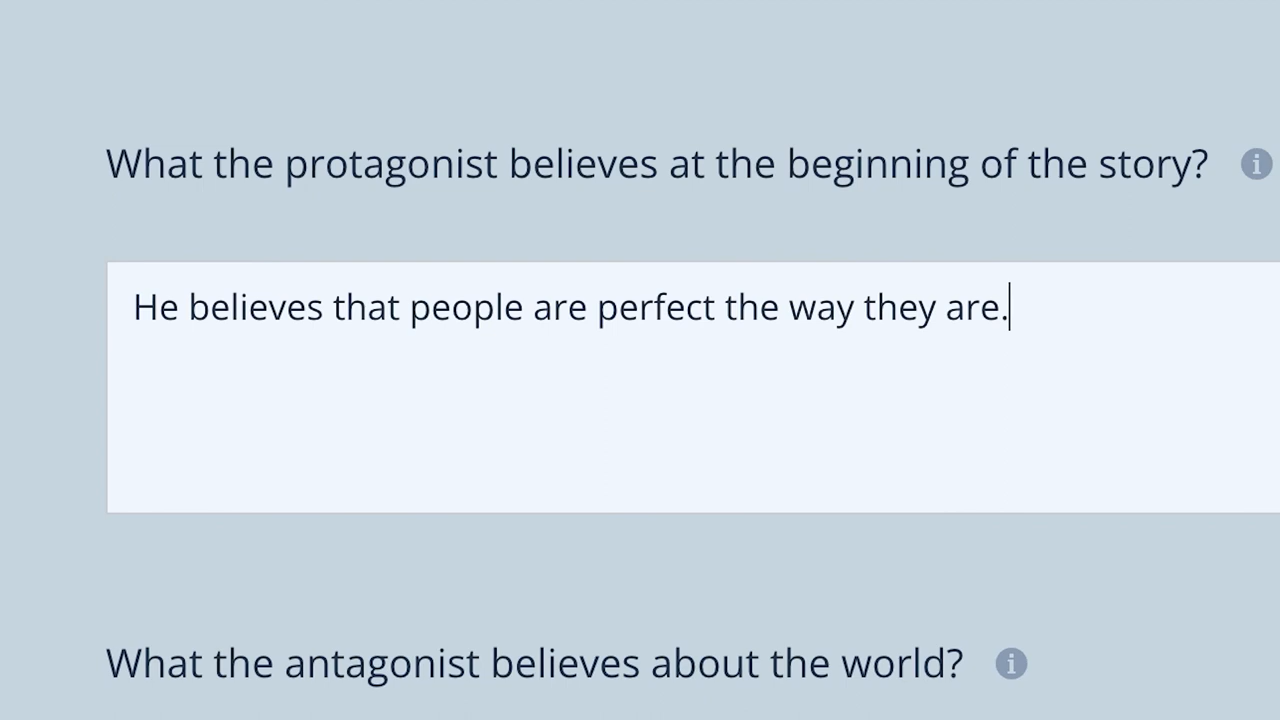 What the protagonist believes at the beginning of the story?
He believes that people are perfect the way they are.
What the antagonist believes about the world?